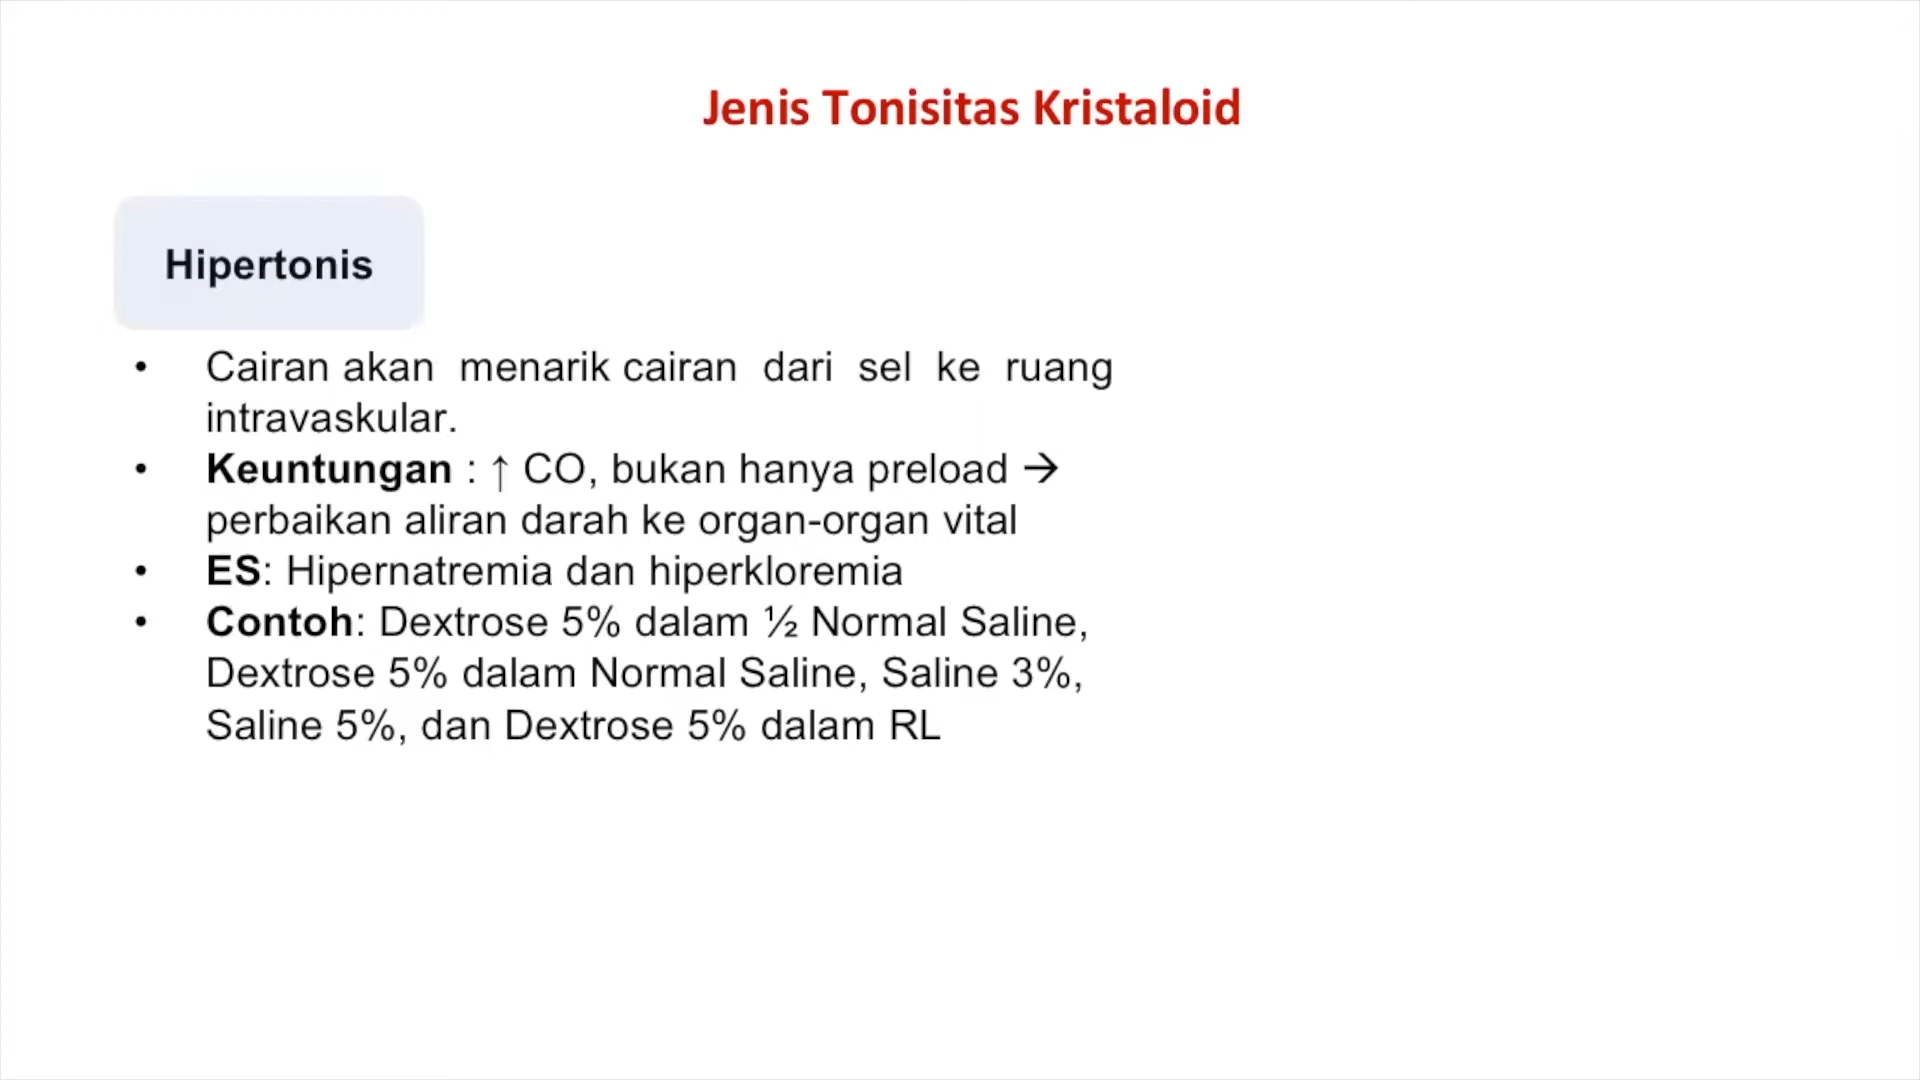 Jenis Tonisitas Kristaloid
Hipertonis
• Cairan akan menarik cairan dari sel ke ruang
intravaskular.
• Keuntungan : ↑ CO, bukan hanya preload →
perbaikan aliran darah ke organ-organ vital
• ES: Hipernatremia dan hiperkloremia
• Contoh: Dextrose 5% dalam ½ Normal Saline,
Dextrose 5% dalam Normal Saline, Saline 3%,
Saline 5%, dan Dextrose 5% dalam RL